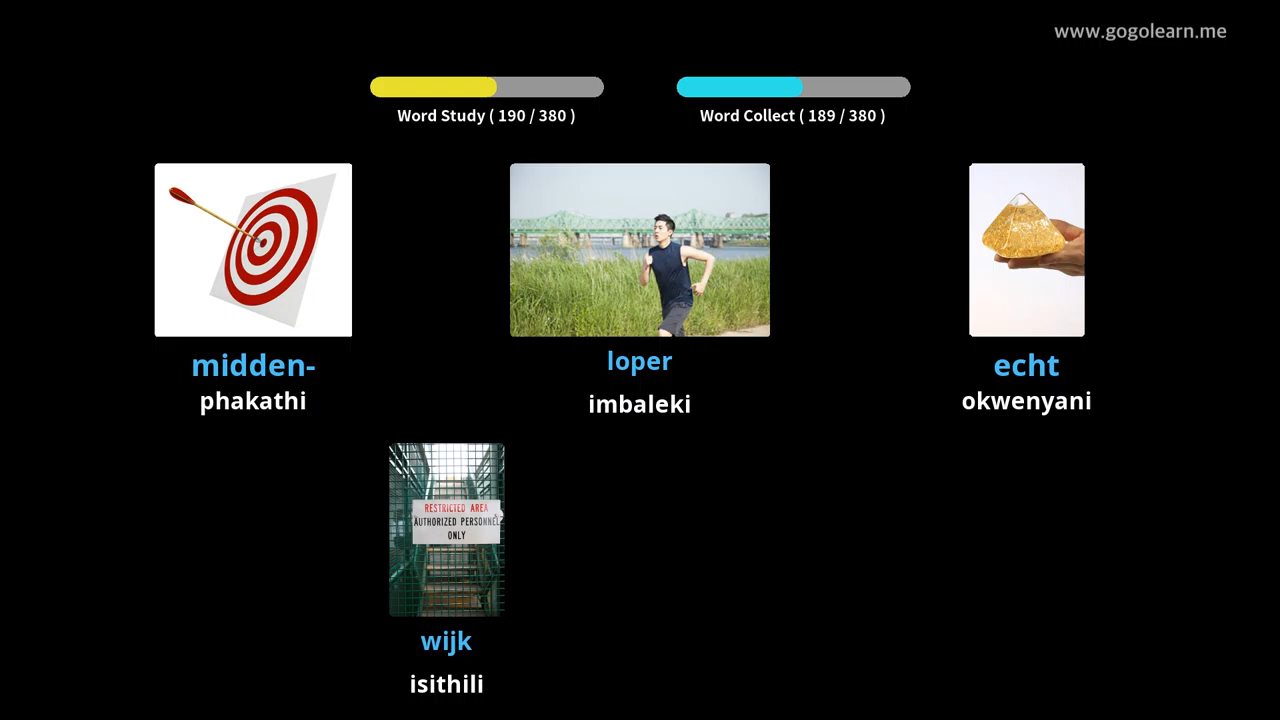 www.gogolearn.me
Word Study ( 190 / 380 )
Word Collect ( 189 / 380 )
midden-
phakathi
loper
imbaleki
echt
okwenyani
RESTRICTED AREA
AUTHORIZED PERSONNEL
ONLY
wijk
isithili